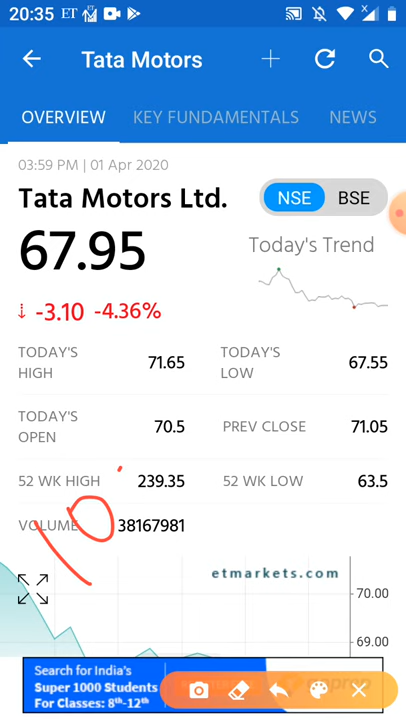 20:35 ET
Tata Motors
OVERVIEW KEY FUNDAMENTALS NEWS
03:59 PM | 01 Apr 2020
Tata Motors Ltd. NSE BSE
67.95
Today's Trend
-3.10 -4.36%
TODAY'S HIGH 71.65 TODAY'S LOW 67.55
TODAY'S OPEN 70.5 PREV CLOSE 71.05
52 WK HIGH 239.35 52 WK LOW 63.5
VOLUME 38167981
etmarkets.com
70.00
69.00
Search for India's
Super 1000 Students
For Classes: 8th-12th